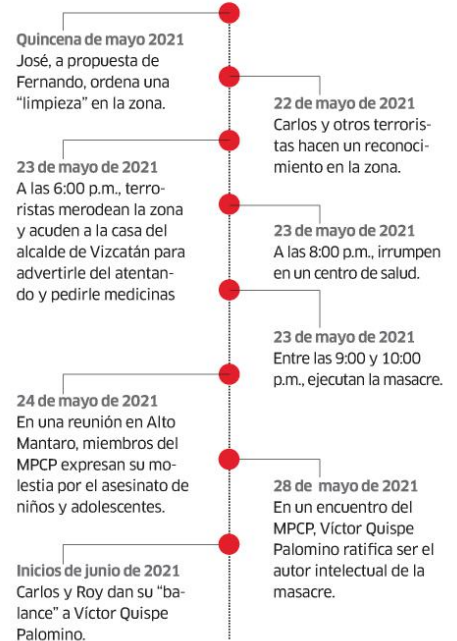 Quincena de mayo 2021
José, a propuesta de
Fernando, ordena una
“limpieza” en la zona.
22 de mayo de 2021
Carlos y otros terroris-
tas hacen un reconoci-
miento en la zona.
23 de mayo de 2021
A las 6:00 p.m., terro-
ristas merodean la zona
y acuden a la casa del
alcalde de Vizcatán para
advertirle del atentan-
do y pedirle medicinas
23 de mayo de 2021
A las 8:00 p.m., irrumpen
en un centro de salud.
23 de mayo de 2021
Entre las 9:00 y 10:00
p.m., ejecutan la masacre.
24 de mayo de 2021
En una reunión en Alto
Mantaro, miembros del
MPCP expresan su mo-
lestia por el asesinato de
niños y adolescentes.
28 de mayo de 2021
En un encuentro del
MPCP, Víctor Quispe
Palomino ratifica ser el
autor intelectual de la
masacre.
Inicios de junio de 2021
Carlos y Roy dan su “ba-
lance” a Víctor Quispe
Palomino.